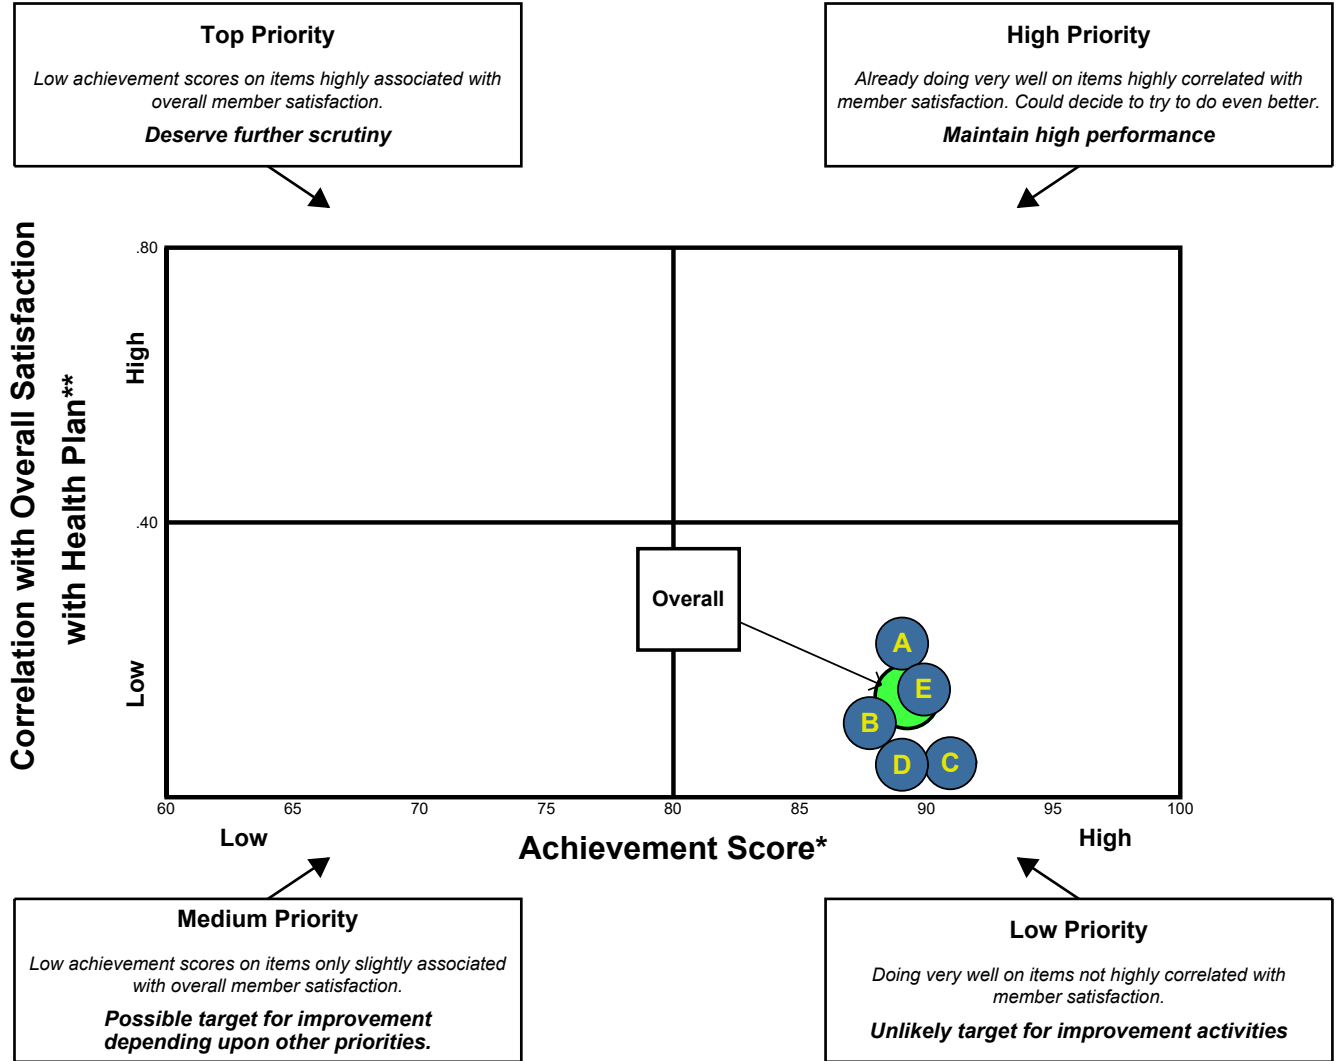 Top Priority
Low achievement scores on items highly associated with
overall member satisfaction.
Deserve further scrutiny
High Priority
Already doing very well on items highly correlated with
member satisfaction. Could decide to try to do even better.
Maintain high performance
Correlation with Overall Satisfaction
with Health Plan**
High
Low
.80
.40
Overall
A
E
B
D
C
60
65
70
75
80
85
90
95
100
Low
Achievement Score*
High
Medium Priority
Low achievement scores on items only slightly associated
with overall member satisfaction.
Possible target for improvement
depending upon other priorities.
Low Priority
Doing very well on items not highly correlated with
member satisfaction.
Unlikely target for improvement activities